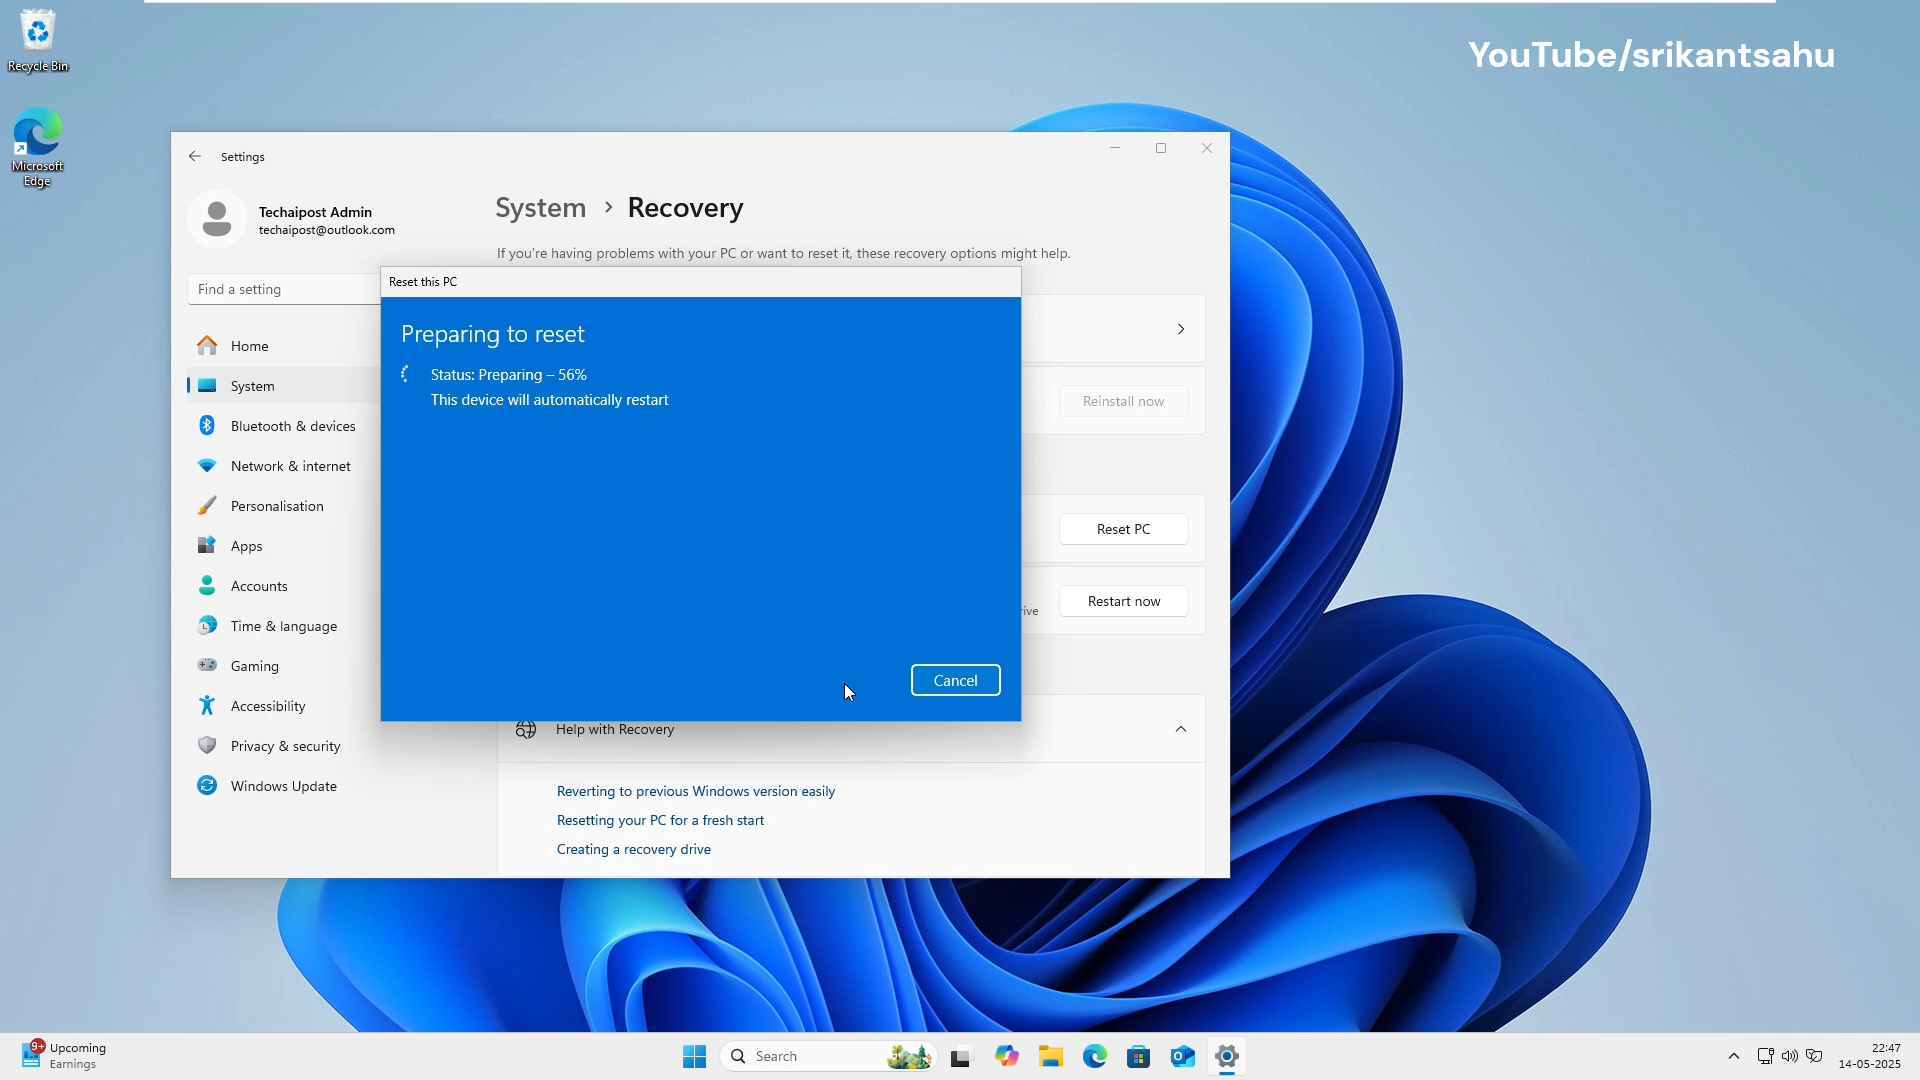 YouTube/srikantsahu
Recycle Bin
Microsoft
Edge
Settings
Techaipost Admin
techaipost@outlook.com
Find a setting
Home
System
Bluetooth & devices
Network & internet
Personalisation
Apps
Accounts
Time & language
Gaming
Accessibility
Privacy & security
Windows Update
System > Recovery
If you're having problems with your PC or want to reset it, these recovery options might help.
Reset this PC
Preparing to reset
Status: Preparing – 56%
This device will automatically restart
Cancel
Reinstall now
Reset PC
Restart now
Help with Recovery
Reverting to previous Windows version easily
Resetting your PC for a fresh start
Creating a recovery drive
9+
Upcoming
Earnings
Search
22:47
14-05-2025